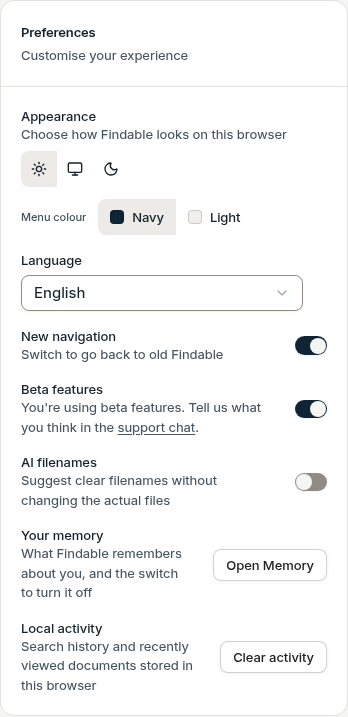 Preferences
Customise your experience
Appearance
Choose how Findable looks on this browser
Menu colour Navy Light
Language
English
New navigation
Switch to go back to old Findable
Beta features
You're using beta features. Tell us what
you think in the support chat.
AI filenames
Suggest clear filenames without
changing the actual files
Your memory
What Findable remembers
about you, and the switch
to turn it off
Open Memory
Local activity
Search history and recently
viewed documents stored in
this browser
Clear activity